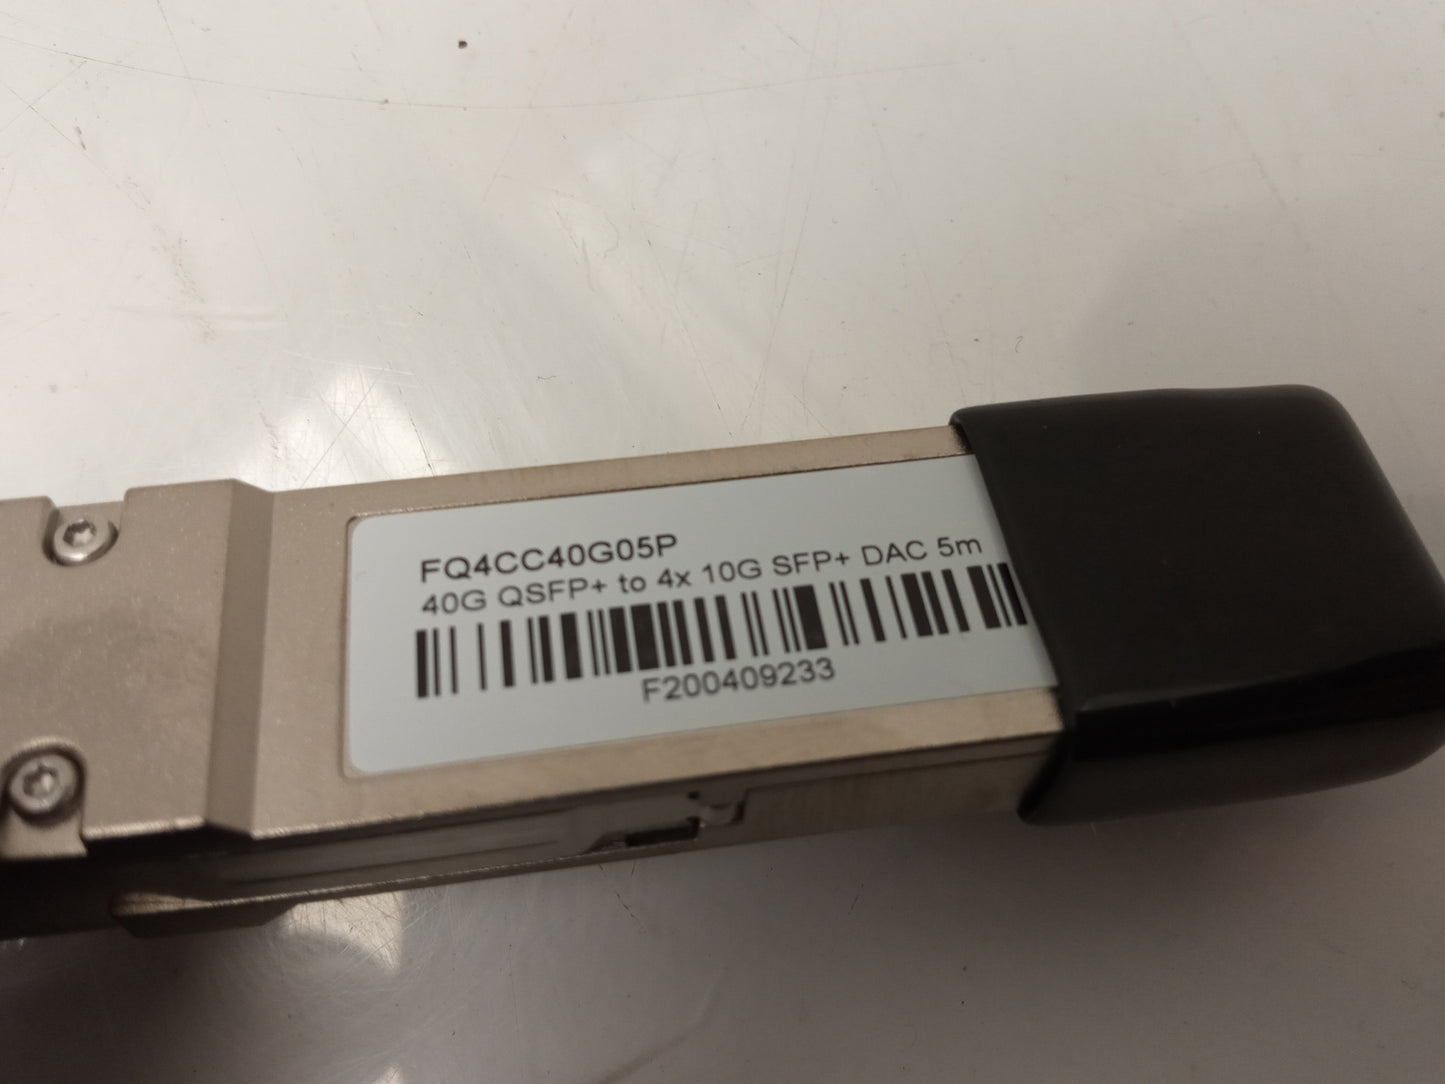 FQ4CC40G05P
40G QSFP+ to 4x 10G SFP+ DAC 5m
F200409233